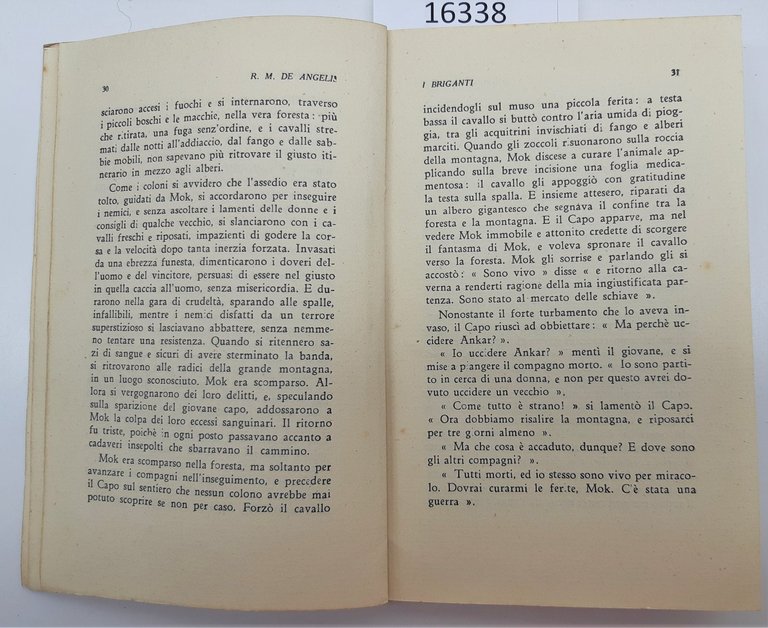 16338
30
R. M. DE ANGELIS
sciarono accesi i fuochi e si internarono, traverso
i piccoli boschi e le macchie, nella vera foresta: più
che r.tirata, una fuga senz'ordine, e i cavalli stre-
mati dalle notti all'addiaccio, dal fango e dalle sab-
bie mobili, non sapevano più ritrovare il giusto iti-
nerario in mezzo agli alberi.
Come i coloni si avvidero che l'assedio era stato
tolto, guidati da Mok, si accordarono per inseguire
i nemici, e senza ascoltare i lamenti delle donne e i
consigli di qualche vecchio, si slanciarono con i ca-
valli freschi e riposati, impazienti di godere la cor-
sa e la velocità dopo tanta inerzia forzata. Invasati
da una ebrezza funesta, dimenticarono i doveri del-
l'uomo e del vincitore, persuasi di essere nel giusto
in quella caccia all'uomo, senza misericordia. E du-
rarono nella gara di crudeltà, sparando alle spalle,
infallibili, mentre i nemici disfatti da un terrore
superstizioso si lasciavano abbattere, senza nemme-
no tentare una resistenza. Quando si ritennero sa-
zi di sangue e sicuri di avere sterminato la banda,
si ritrovarono alle radici della grande montagna,
in un luogo sconosciuto. Mok era scomparso. Al-
lora si vergognarono dei loro delitti, e, speculando
sulla sparizione del giovane capo, addossarono a
Mok la colpa dei loro eccessi sanguinari. Il ritorno
fu triste, poichè in ogni posto passavano accanto a
cadaveri insepolti che sbarravano il cammino.
Mok era scomparso nella foresta, ma soltanto per
avanzare i compagni nell'inseguimento, e precedere
il Capo sul sentiero che nessun colono avrebbe mai
potuto scoprire se non per caso. Forzò il cavallo
I BRIGANTI
31
incidendogli sul muso una piccola ferita: a testa
bassa il cavallo si buttò contro l'aria umida di piog-
gia, tra gli acquitrini invischiati di fango e alberi
marciti. Quando gli zoccoli risuonarono sulla roccia
della montagna, Mok discese a curare l'animale ap-
plicando sulla breve incisione una foglia medica-
mentosa: il cavallo gli appoggiò con gratitudine
la testa sulla spalla. E insieme attesero, riparati da
un albero gigantesco che segnava il confine tra la
foresta e la montagna. E il Capo apparve, ma nel
vedere Mok immobile e attonito credette di scorgere
il fantasma di Mok, e voleva spronare il cavallo
verso la foresta. Mok gli sorrise e parlando gli si
accostò: « Sono vivo » disse « e ritorno alla ca-
verna a renderti ragione della mia ingiustificata par-
tenza. Sono stato al mercato delle schiave ».
Nonostante il forte turbamento che lo aveva in-
vaso, il Capo riuscì ad obbiettare: « Ma perchè uc-
cidere Ankar? ».
« Io uccidere Ankar? » mentì il giovane, e si
mise a piangere il compagno morto. « Io sono parti-
to in cerca di una donna, e non per questo avrei do-
vuto uccidere un vecchio ».
« Come tutto è strano! » si lamentò il Capo.
« Ora dobbiamo risalire la montagna, e riposarci
per tre giorni almeno ».
« Ma che cosa è accaduto, dunque? E dove sono
gli altri compagni? ».
« Tutti morti, ed io stesso sono vivo per miraco-
lo. Dovrai curarmi le fer.te, Mok. C'è stata una
guerra ».